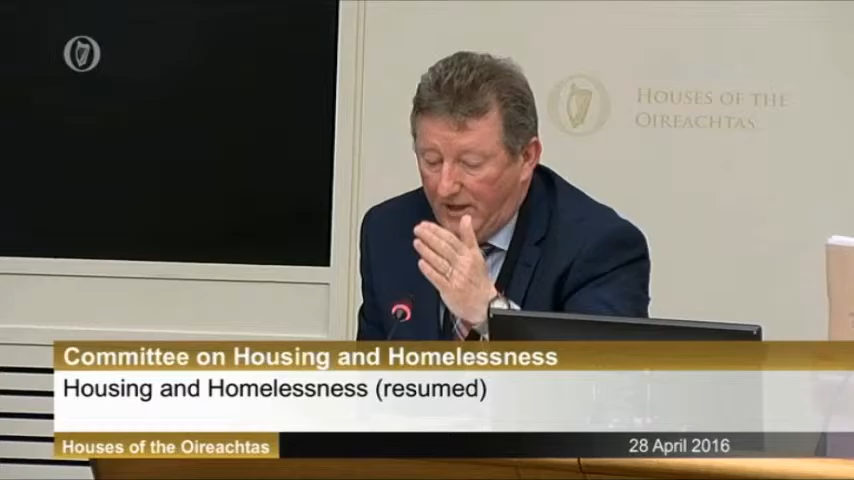 HOUSES OF THE
OIREACHTAS
Committee on Housing and Homelessness
Housing and Homelessness (resumed)
Houses of the Oireachtas
28 April 2016